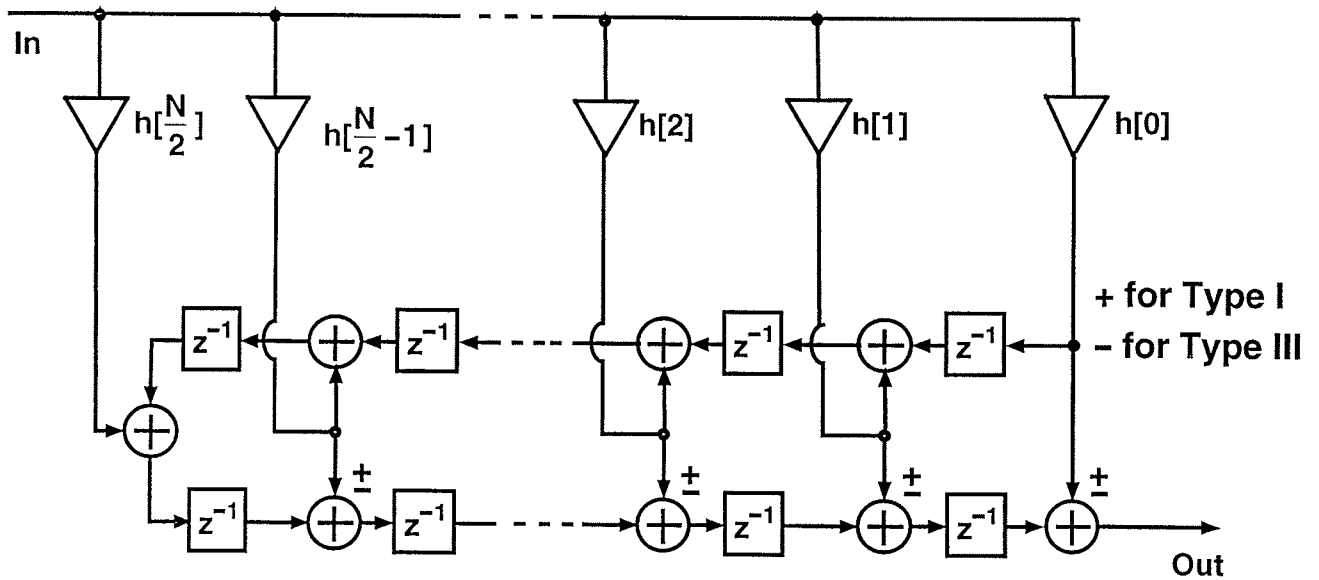 In
h[N/2]
h[N/2 −1]
h[2]
h[1]
h[0]
+ for Type I
− for Type III
z⁻¹
z⁻¹
z⁻¹
z⁻¹
±
±
±
±
z⁻¹
z⁻¹
z⁻¹
z⁻¹
Out